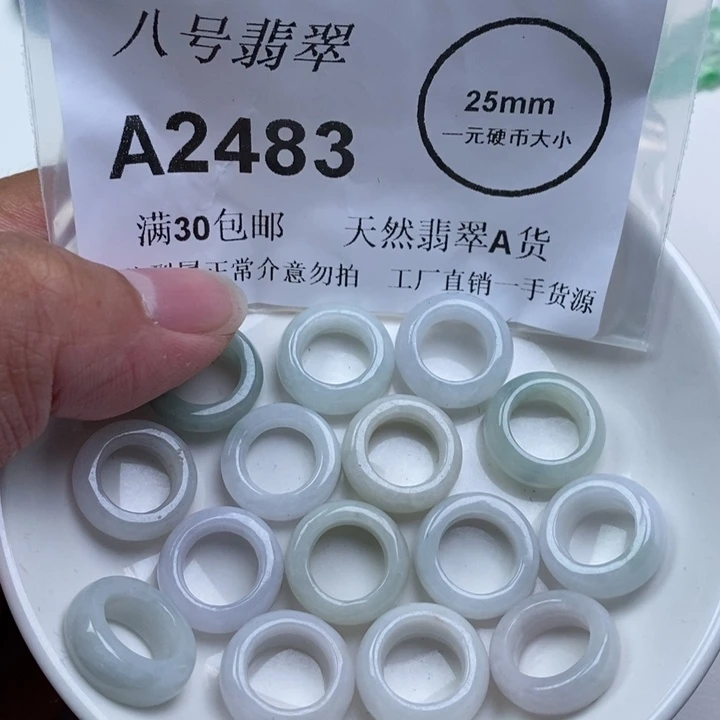 八号翡翠
A2483
25mm
一元硬币大小
满30包邮 天然翡翠A货
正常介意勿拍 工厂直销一手货源